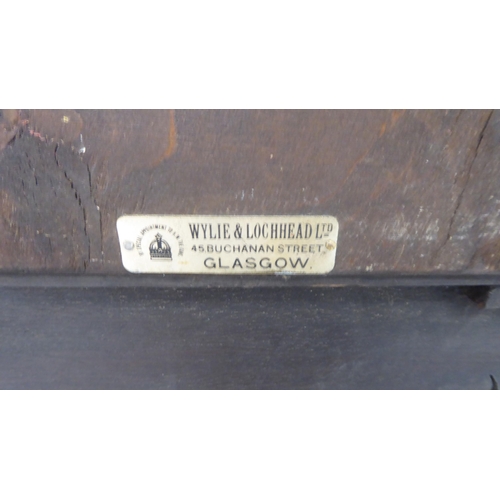 WYLIE & LOCHHEAD LTD
45.BUCHANAN STREET
GLASGOW.